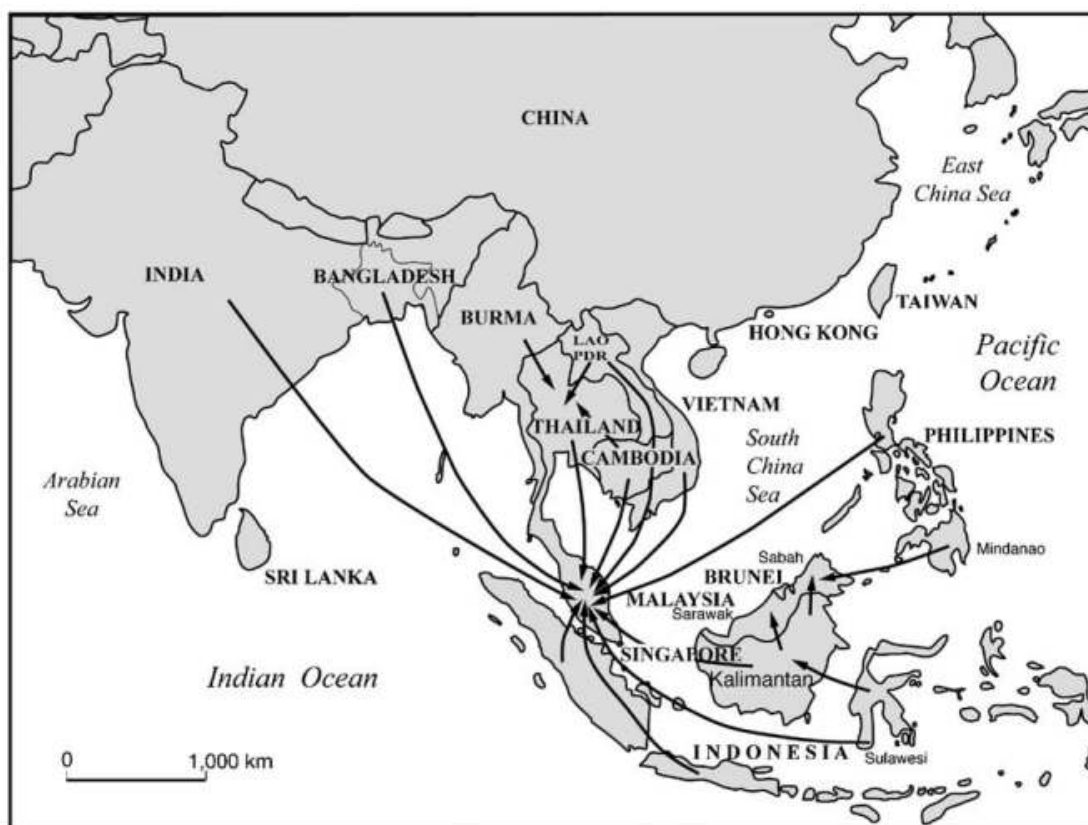 CHINA
East
China Sea
INDIA
BANGLADESH
TAIWAN
BURMA
HONG KONG
LAO
PDR
Pacific
Ocean
VIETNAM
THAILAND
South
China
Sea
PHILIPPINES
CAMBODIA
Arabian
Sea
Mindanao
Sabah
SRI LANKA
BRUNEI
MALAYSIA
Sarawak
SINGAPORE
Indian Ocean
Kalimantan
INDONESIA
Sulawesi
0 1,000 km